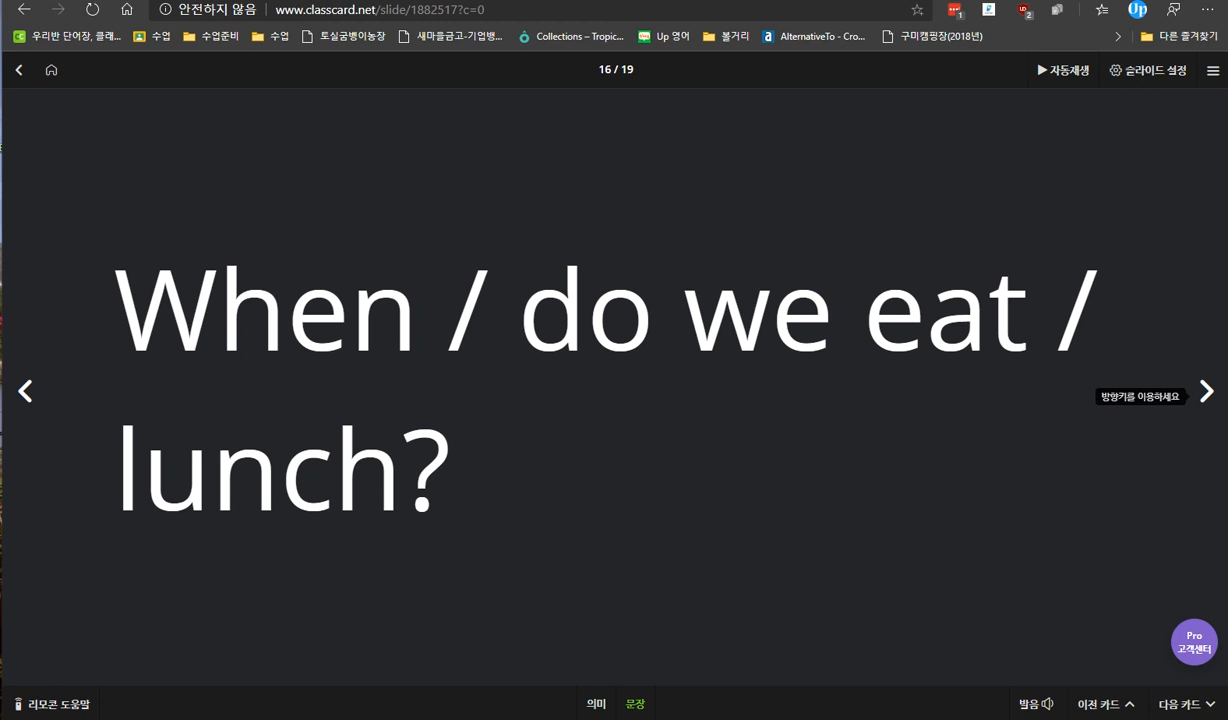 안전하지 않음 www.classcard.net/slide/1882517?c=0
우리반 단어장, 클래... 수업 수업준비 수업 토실굼벵이농장 새마을금고-기업뱅... Collections – Tropic... Up 영어 볼거리 AlternativeTo - Cro... 구미캠핑장(2018년) 다른 즐겨찾기
16 / 19 자동재생 슬라이드 설정
When / do we eat /
방향키를 이용하세요
lunch?
Pro
고객센터
리모콘 도움말 의미 문장 발음 이전 카드 다음 카드